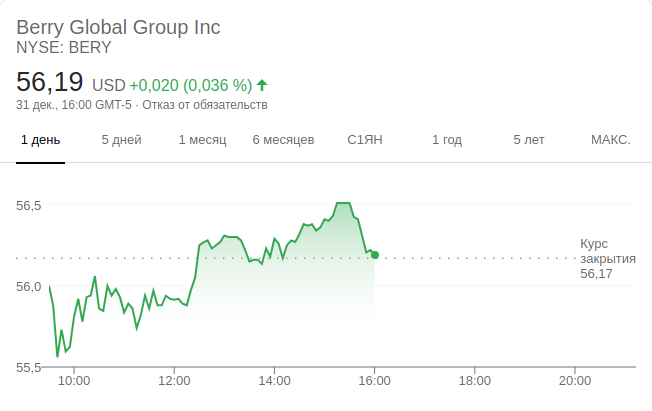 Berry Global Group Inc
NYSE: BERY
56,19 USD +0,020 (0,036 %)
31 дек., 16:00 GMT-5 · Отказ от обязательств
1 день 5 дней 1 месяц 6 месяцев С1ЯН 1 год 5 лет МАКС.
56,5
Курс
закрытия
56,17
56,0
55,5
10:00 12:00 14:00 16:00 18:00 20:00